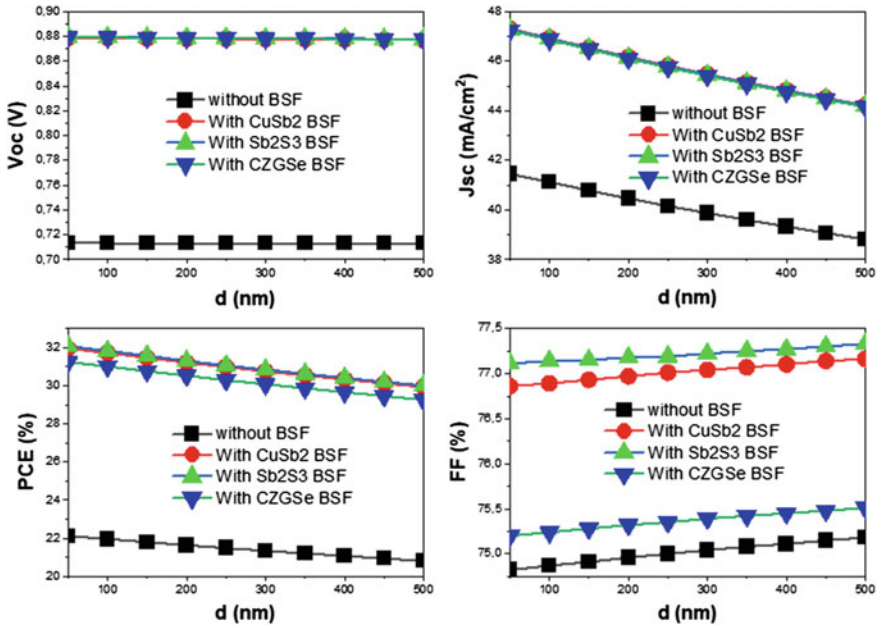 0,90
0,88
0,86
0,84
0,82
0,80
0,78
0,76
0,74
0,72
0,70
Voc (V)
without BSF
With CuSb2 BSF
With Sb2S3 BSF
With CZGSe BSF
100 200 300 400 500
d (nm)
48
46
44
42
40
38
Jsc (mA/cm²)
without BSF
With CuSb2 BSF
With Sb2S3 BSF
With CZGSe BSF
100 200 300 400 500
d (nm)
32
30
28
26
24
22
20
PCE (%)
without BSF
With CuSb2 BSF
With Sb2S3 BSF
With CZGSe BSF
100 200 300 400 500
d (nm)
77,5
77,0
76,5
76,0
75,5
75,0
FF (%)
without BSF
With CuSb2 BSF
With Sb2S3 BSF
With CZGSe BSF
100 200 300 400 500
d (nm)